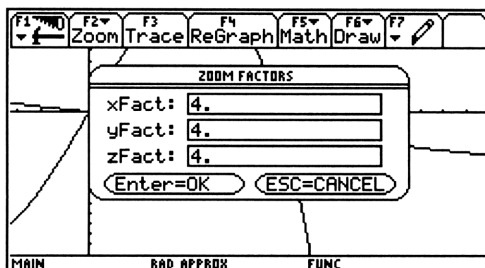 F1 F2 F3 F4 F5 F6 F7
Zoom Trace ReGraph Math Draw
ZOOM FACTORS
xFact: 4.
yFact: 4.
zFact: 4.
Enter=OK ESC=CANCEL
MAIN RAD APPROX FUNC